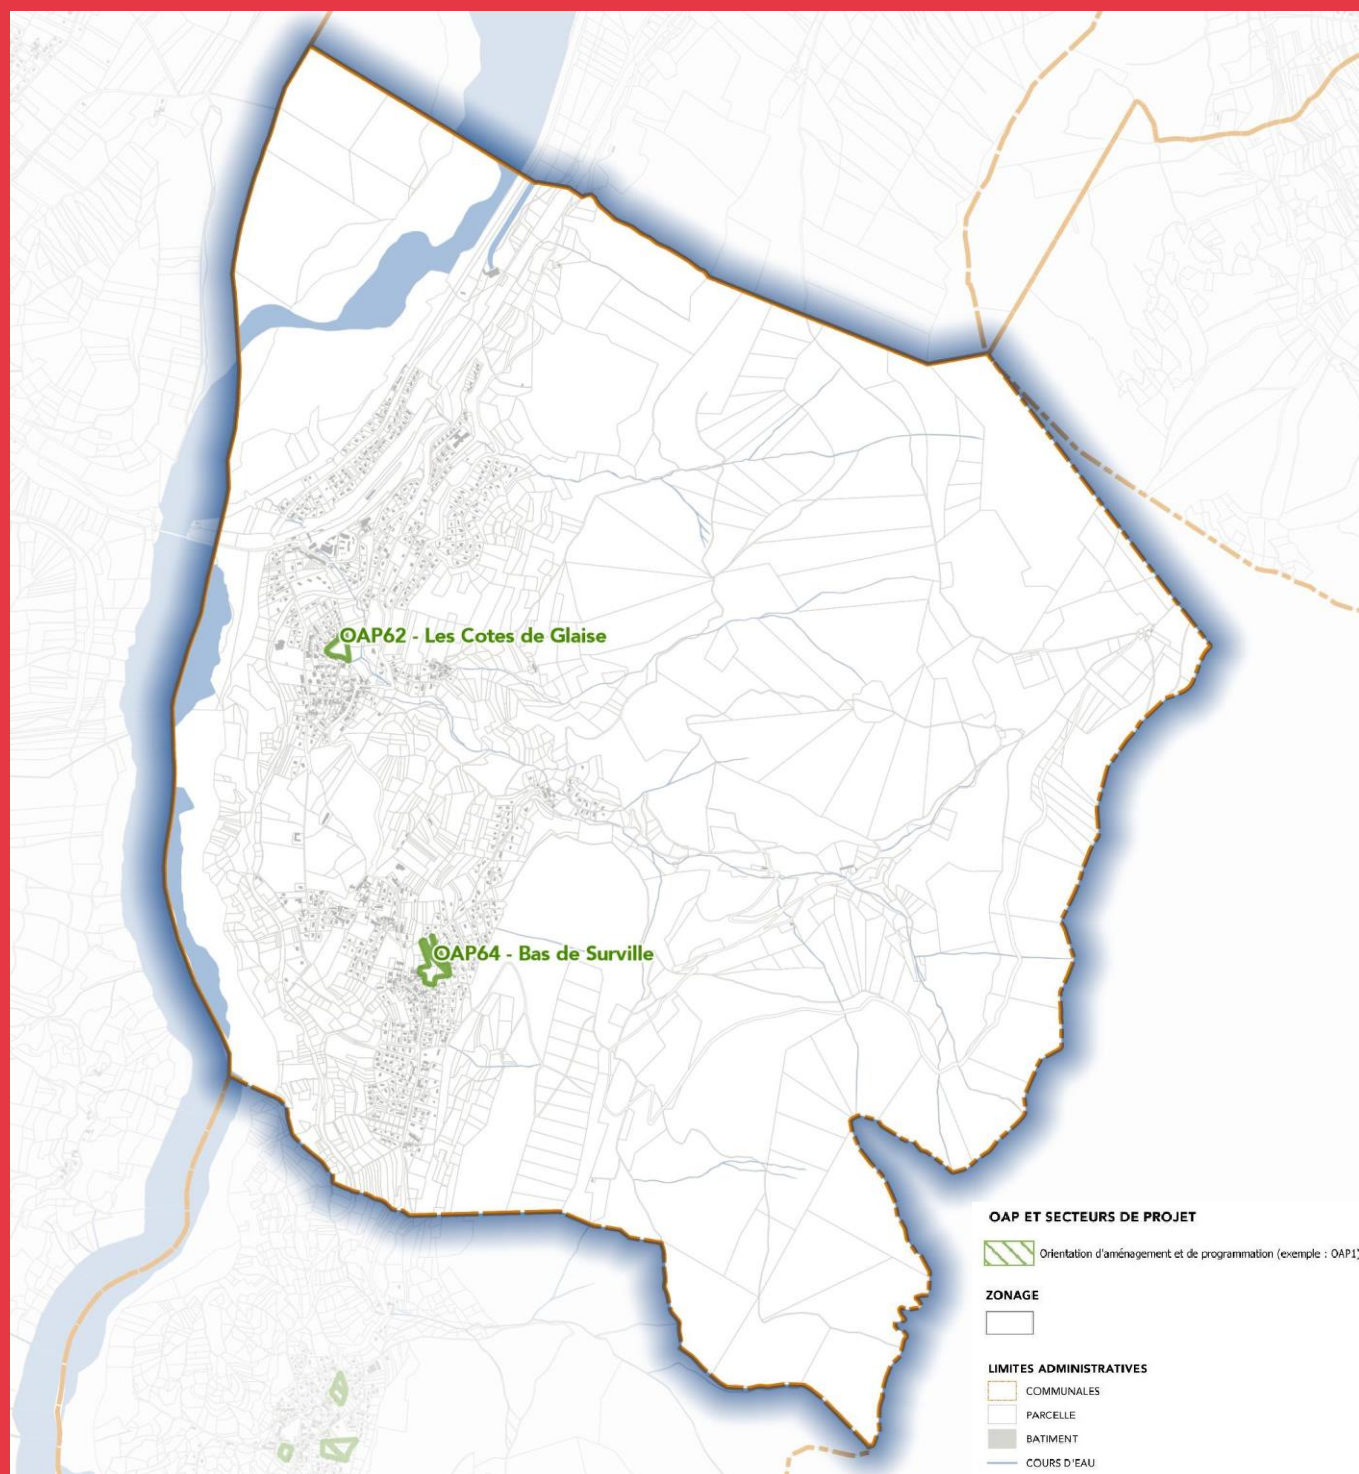 OAP62 - Les Cotes de Glaise
OAP64 - Bas de Surville
OAP ET SECTEURS DE PROJET
Orientation d'aménagement et de programmation (exemple : OAP1)
ZONAGE
LIMITES ADMINISTRATIVES
COMMUNALES
PARCELLE
BATIMENT
COURS D'EAU